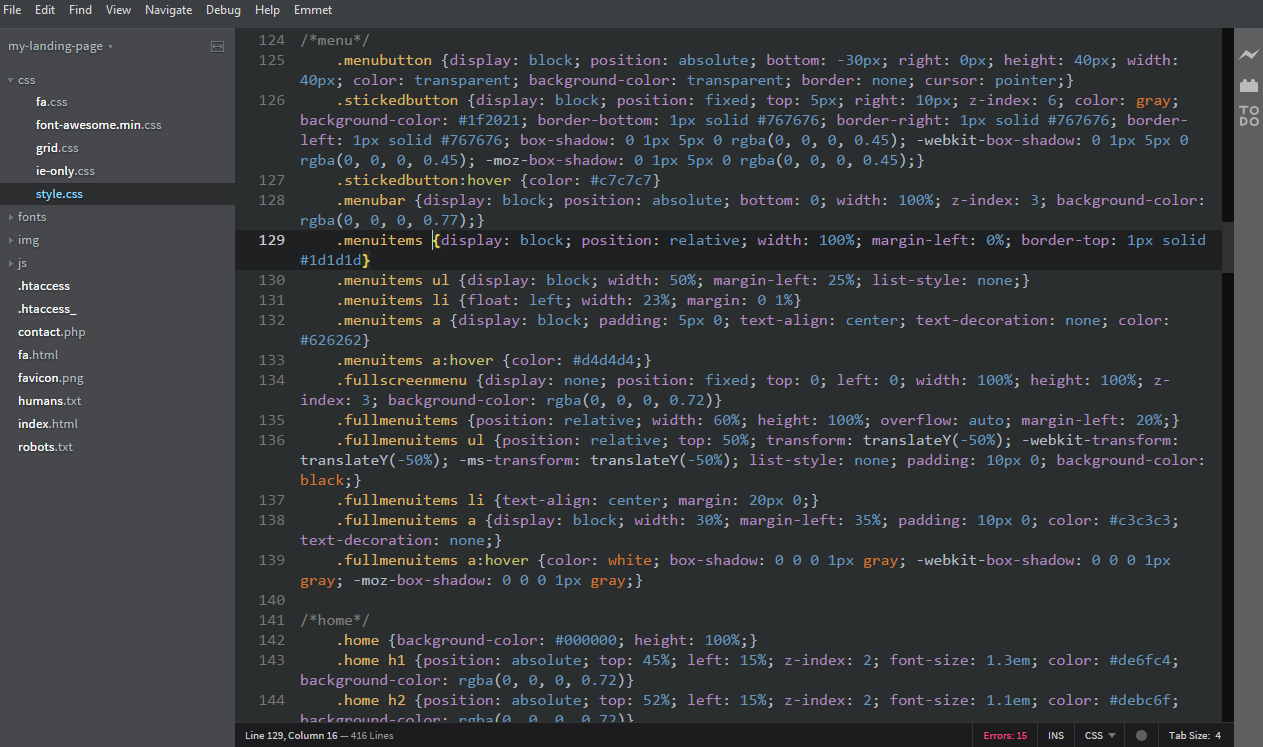 File Edit Find View Navigate Debug Help Emmet
my-landing-page
css
fa.css
font-awesome.min.css
grid.css
ie-only.css
style.css
fonts
img
js
.htaccess
.htaccess_
contact.php
fa.html
favicon.png
humans.txt
index.html
robots.txt
124 /*menu*/
125 .menubutton {display: block; position: absolute; bottom: -30px; right: 0px; height: 40px; width:
40px; color: transparent; background-color: transparent; border: none; cursor: pointer;}
126 .stickedbutton {display: block; position: fixed; top: 5px; right: 10px; z-index: 6; color: gray;
background-color: #1f2021; border-bottom: 1px solid #767676; border-right: 1px solid #767676; border-
left: 1px solid #767676; box-shadow: 0 1px 5px 0 rgba(0, 0, 0, 0.45); -webkit-box-shadow: 0 1px 5px 0
rgba(0, 0, 0, 0.45); -moz-box-shadow: 0 1px 5px 0 rgba(0, 0, 0, 0.45);}
127 .stickedbutton:hover {color: #c7c7c7}
128 .menubar {display: block; position: absolute; bottom: 0; width: 100%; z-index: 3; background-color:
rgba(0, 0, 0, 0.77);}
129 .menuitems {display: block; position: relative; width: 100%; margin-left: 0%; border-top: 1px solid
#1d1d1d}
130 .menuitems ul {display: block; width: 50%; margin-left: 25%; list-style: none;}
131 .menuitems li {float: left; width: 23%; margin: 0 1%}
132 .menuitems a {display: block; padding: 5px 0; text-align: center; text-decoration: none; color:
#626262}
133 .menuitems a:hover {color: #d4d4d4;}
134 .fullscreenmenu {display: none; position: fixed; top: 0; left: 0; width: 100%; height: 100%; z-
index: 3; background-color: rgba(0, 0, 0, 0.72)}
135 .fullmenuitems {position: relative; width: 60%; height: 100%; overflow: auto; margin-left: 20%;}
136 .fullmenuitems ul {position: relative; top: 50%; transform: translateY(-50%); -webkit-transform:
translateY(-50%); -ms-transform: translateY(-50%); list-style: none; padding: 10px 0; background-color:
black;}
137 .fullmenuitems li {text-align: center; margin: 20px 0;}
138 .fullmenuitems a {display: block; width: 30%; margin-left: 35%; padding: 10px 0; color: #c3c3c3;
text-decoration: none;}
139 .fullmenuitems a:hover {color: white; box-shadow: 0 0 0 1px gray; -webkit-box-shadow: 0 0 0 1px
gray; -moz-box-shadow: 0 0 0 1px gray;}
140
141 /*home*/
142 .home {background-color: #000000; height: 100%;}
143 .home h1 {position: absolute; top: 45%; left: 15%; z-index: 2; font-size: 1.3em; color: #de6fc4;
background-color: rgba(0, 0, 0, 0.72)}
144 .home h2 {position: absolute; top: 52%; left: 15%; z-index: 2; font-size: 1.1em; color: #debc6f;
background-color: rgba(0, 0, 0, 0.72)}
TO
DO
Line 129, Column 16 — 416 Lines
Errors: 15 INS CSS Tab Size: 4